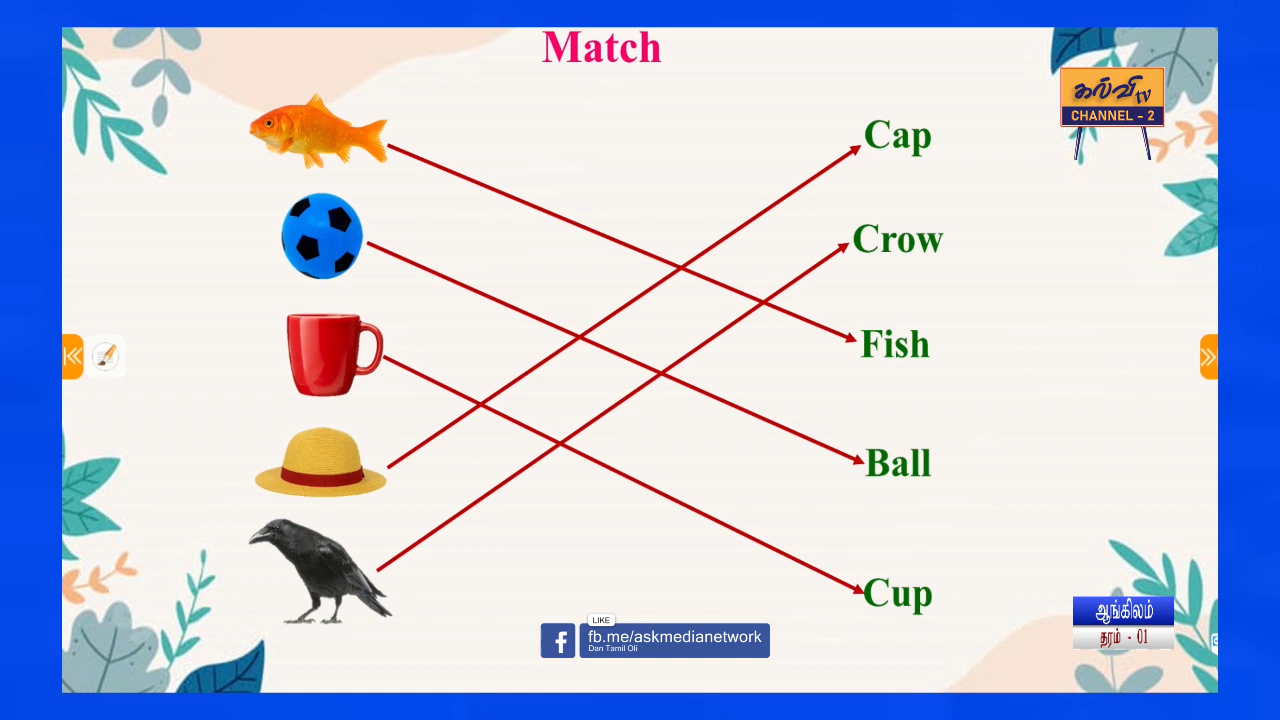 Match
கல்வி tv
CHANNEL - 2
Cap
Crow
Fish
Ball
Cup
LIKE
f
fb.me/askmedianetwork
Dan Tamil Oli
ஆங்கிலம்
தரம் - 01